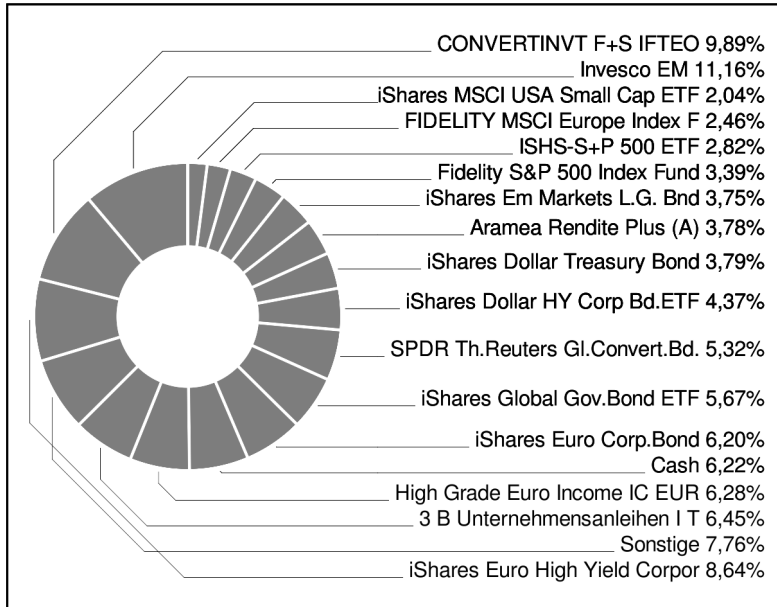 CONVERTINVT F+S IFTEO 9,89%
Invesco EM 11,16%
iShares MSCI USA Small Cap ETF 2,04%
FIDELITY MSCI Europe Index F 2,46%
ISHS-S+P 500 ETF 2,82%
Fidelity S&P 500 Index Fund 3,39%
iShares Em Markets L.G. Bnd 3,75%
Aramea Rendite Plus (A) 3,78%
iShares Dollar Treasury Bond 3,79%
iShares Dollar HY Corp Bd.ETF 4,37%
SPDR Th.Reuters Gl.Convert.Bd. 5,32%
iShares Global Gov.Bond ETF 5,67%
iShares Euro Corp.Bond 6,20%
Cash 6,22%
High Grade Euro Income IC EUR 6,28%
3 B Unternehmensanleihen I T 6,45%
Sonstige 7,76%
iShares Euro High Yield Corpor 8,64%